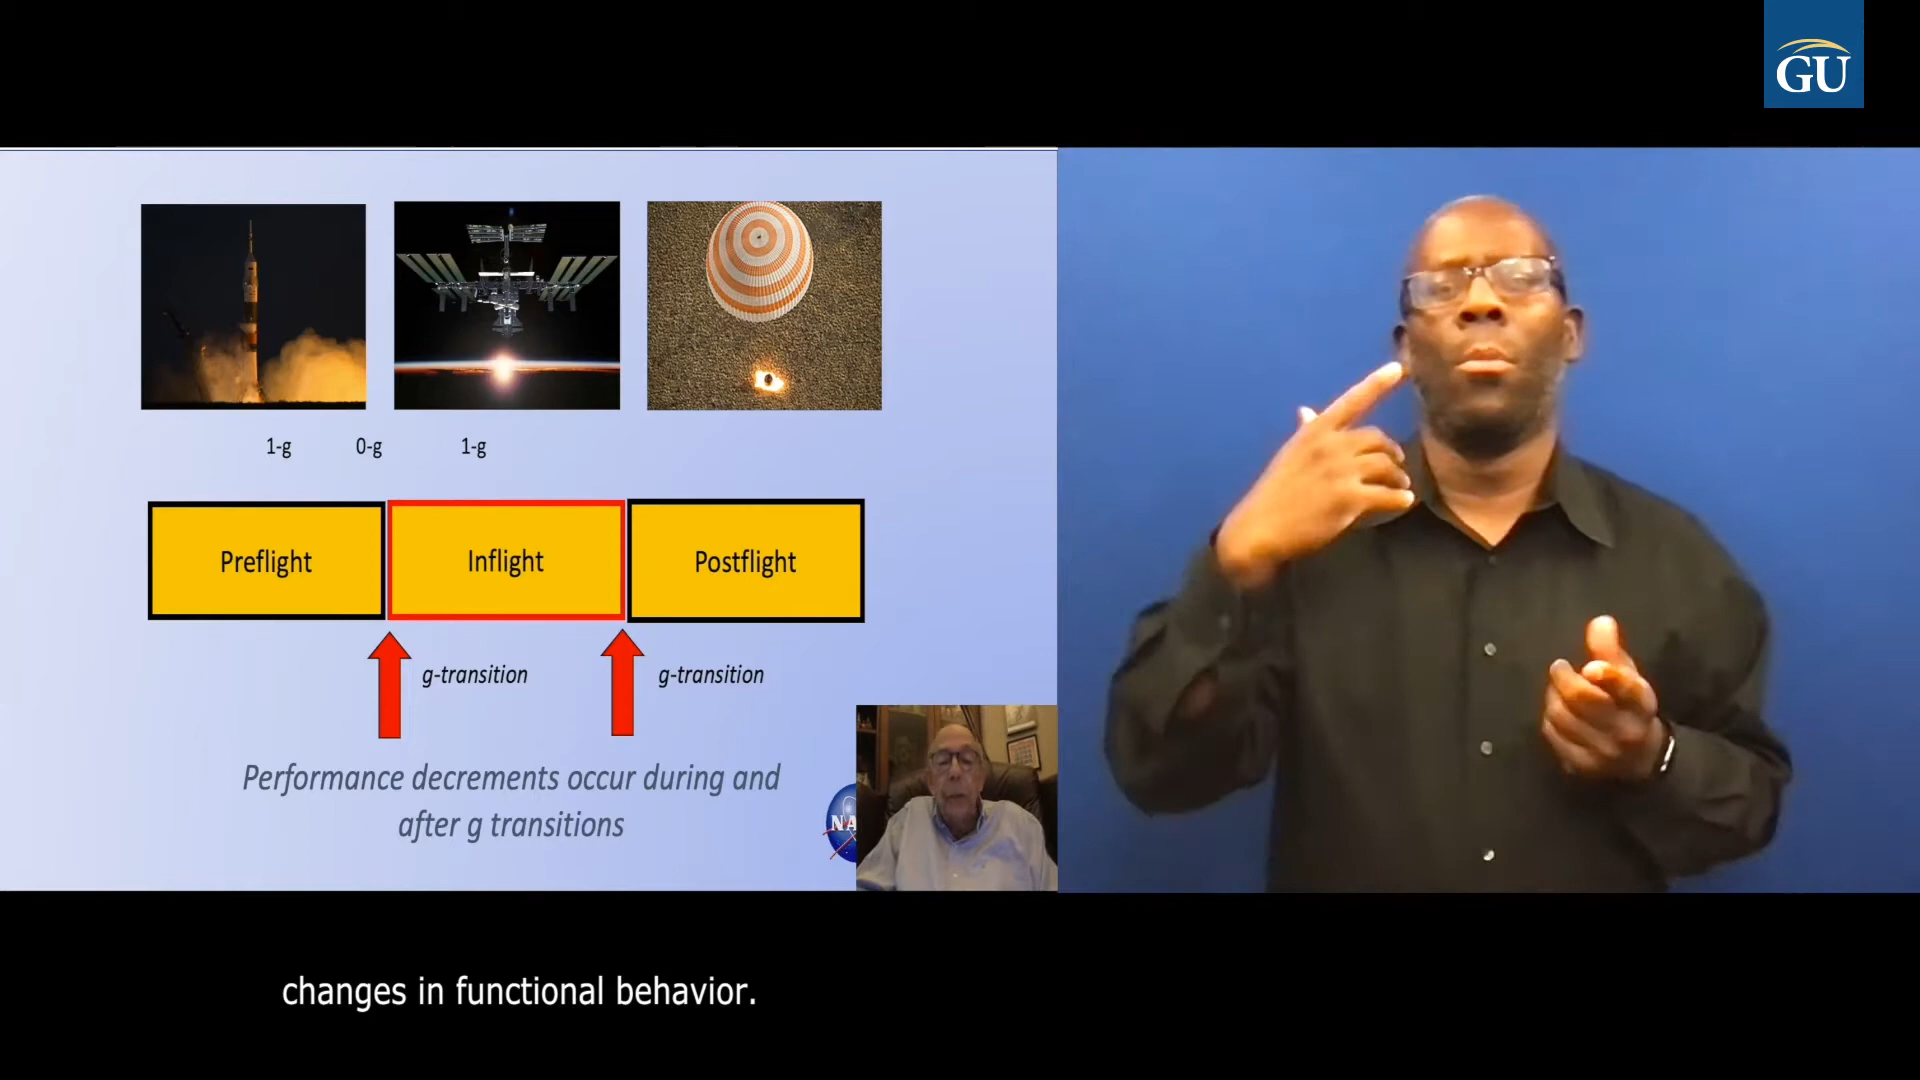 GU
1-g 0-g 1-g
Preflight Inflight Postflight
g-transition g-transition
Performance decrements occur during and
after g transitions
changes in functional behavior.